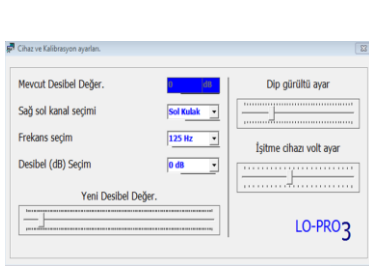 Cihaz ve Kalibrasyon ayarları.
Mevcut Desibel Değer.
0 dB
Dip gürültü ayar
Sağ sol kanal seçimi
Sol Kulak
Frekans seçim
125 Hz
İşitme cihazı volt ayar
Desibel (dB) Seçim
0 dB
Yeni Desibel Değer.
LO-PRO3